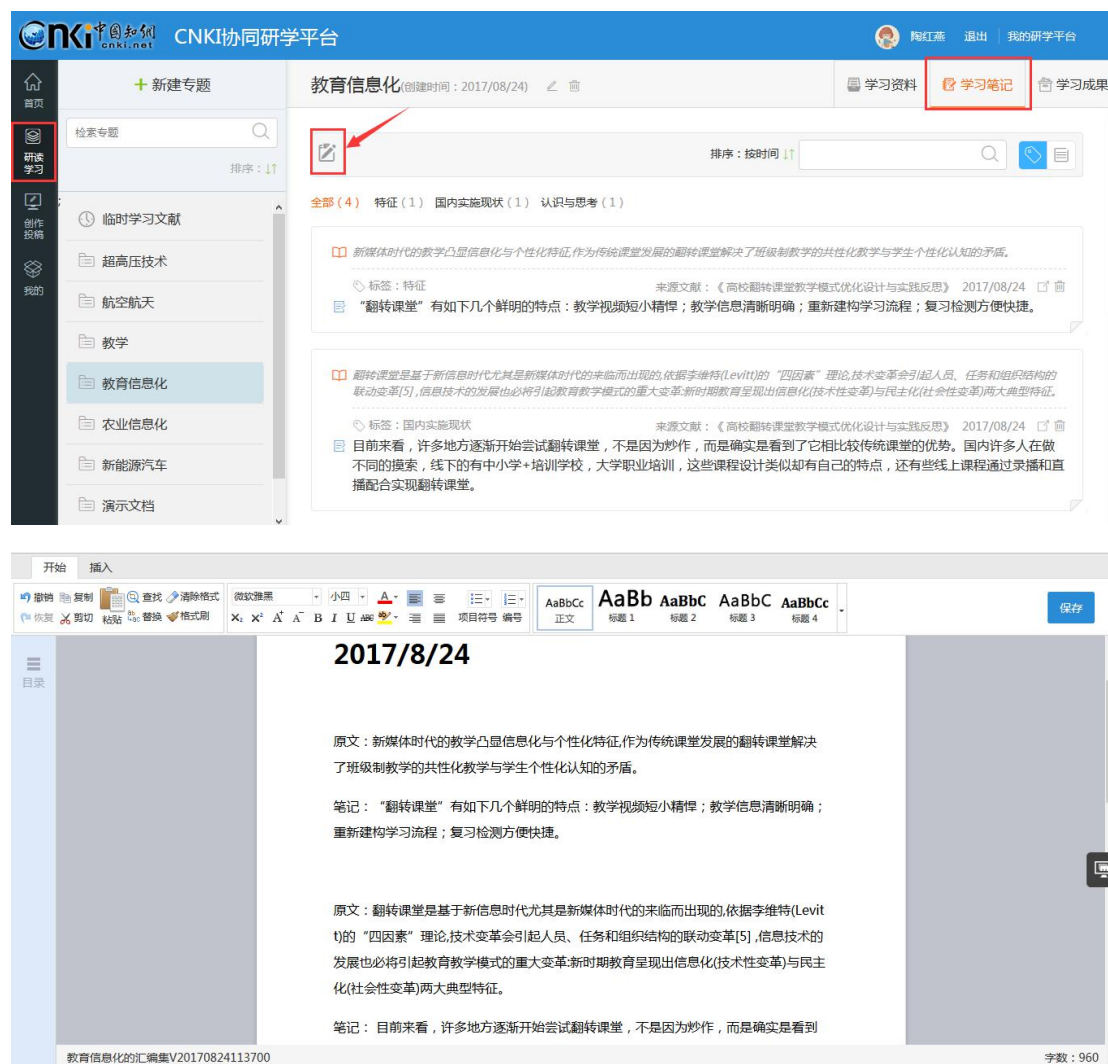 CNKI 中国知网 cnki.net CNKI协同研学平台
陶红燕 退出 我的研学平台
首页
研读
学习
创作
投稿
我的
+ 新建专题
检索专题
排序：↓↑
临时学习文献
超高压技术
航空航天
教学
教育信息化
农业信息化
新能源汽车
演示文档
教育信息化(创建时间：2017/08/24)
学习资料 学习笔记 学习成果
排序：按时间 ↓↑
全部(4) 特征(1) 国内实施现状(1) 认识与思考(1)
新媒体时代的教学凸显信息化与个性化特征,作为传统课堂发展的翻转课堂解决了班级制教学的共性化教学与学生个性化认知的矛盾。
标签：特征 来源文献：《高校翻转课堂教学模式优化设计与实践反思》 2017/08/24
“翻转课堂”有如下几个鲜明的特点：教学视频短小精悍；教学信息清晰明确；重新建构学习流程；复习检测方便快捷。
翻转课堂是基于新信息时代尤其是新媒体时代的来临而出现的,依据李维特(Levitt)的“四因素”理论,技术变革会引起人员、任务和组织结构的
联动变革[5],信息技术的发展也必将引起教育教学模式的重大变革:新时期教育呈现出信息化(技术性变革)与民主化(社会性变革)两大典型特征。
标签：国内实施现状 来源文献：《高校翻转课堂教学模式优化设计与实践反思》 2017/08/24
目前来看，许多地方逐渐开始尝试翻转课堂，不是因为炒作，而是确实是看到了它相比较传统课堂的优势。国内许多人在做
不同的摸索，线下的有中小学+培训学校，大学职业培训，这些课程设计类似却有自己的特点，还有些线上课程通过录播和直
播配合实现翻转课堂。
开始 插入
撤销 复制 查找 清除格式 微软雅黑 小四 A
恢复 剪切 粘贴 替换 格式刷 X₂ X² A⁺ A⁻ B I U ABC 项目符号 编号
AaBbCc AaBb AaBbC AaBbC AaBbCc
正文 标题 1 标题 2 标题 3 标题 4
保存
目录
2017/8/24
原文：新媒体时代的教学凸显信息化与个性化特征,作为传统课堂发展的翻转课堂解决
了班级制教学的共性化教学与学生个性化认知的矛盾。
笔记：“翻转课堂”有如下几个鲜明的特点：教学视频短小精悍；教学信息清晰明确；
重新建构学习流程；复习检测方便快捷。
原文：翻转课堂是基于新信息时代尤其是新媒体时代的来临而出现的,依据李维特(Levit
t)的“四因素”理论,技术变革会引起人员、任务和组织结构的联动变革[5] ,信息技术的
发展也必将引起教育教学模式的重大变革:新时期教育呈现出信息化(技术性变革)与民主
化(社会性变革)两大典型特征。
笔记： 目前来看，许多地方逐渐开始尝试翻转课堂，不是因为炒作，而是确实是看到
教育信息化的汇编集V20170824113700
字数：960